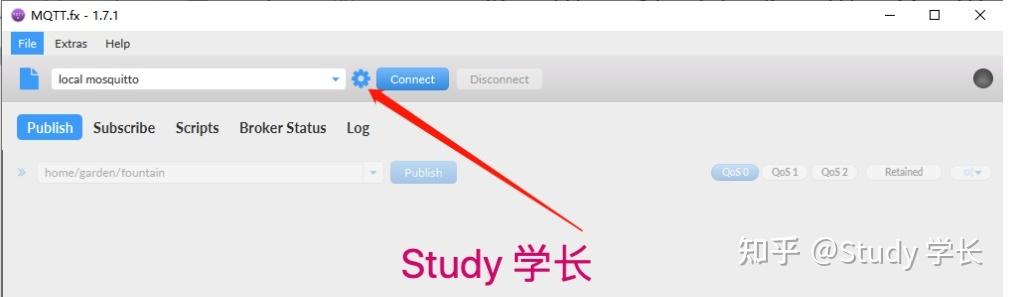 MQTT.fx - 1.7.1
File Extras Help
local mosquitto Connect Disconnect
Publish Subscribe Scripts Broker Status Log
home/garden/fountain Publish QoS 0 QoS 1 QoS 2 Retained
Study 学长
知乎 @Study 学长